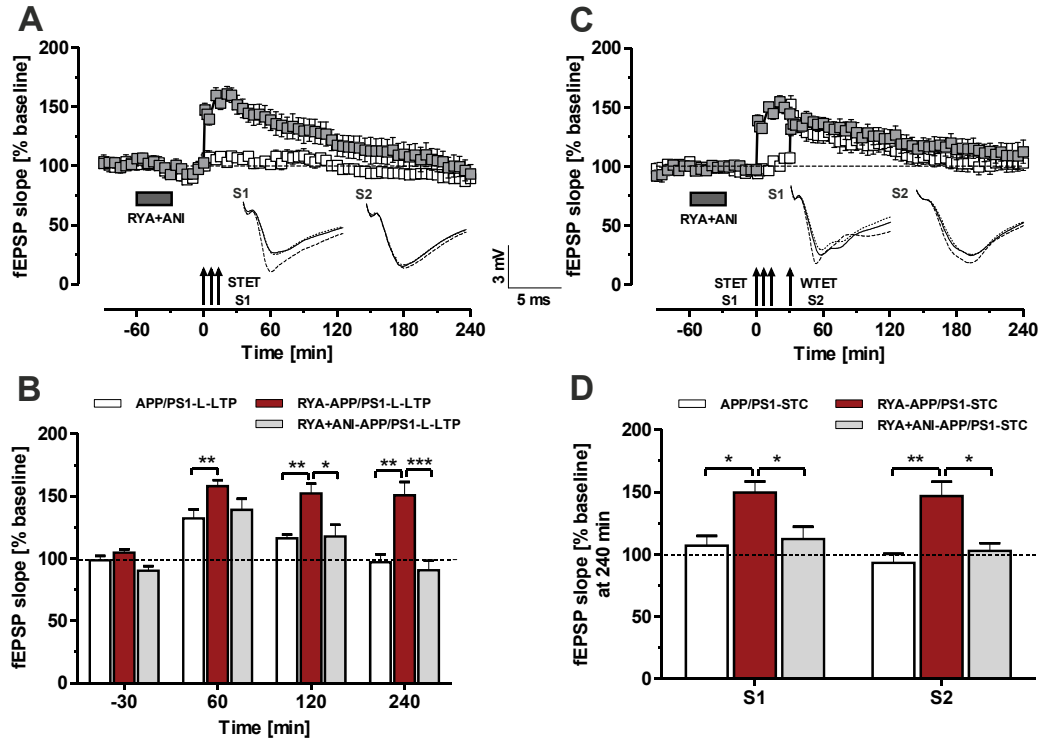 A
fEPSP slope [% baseline]
200
150
100
50
0
RYA+ANI
S1
S2
STET
S1
-60
0
60
120
180
240
Time [min]
3 mV
5 ms
C
fEPSP slope [% baseline]
200
150
100
50
0
RYA+ANI
S1
S2
STET
S1
WTET
S2
-60
0
60
120
180
240
Time [min]
B
APP/PS1-L-LTP
RYA-APP/PS1-L-LTP
RYA+ANI-APP/PS1-L-LTP
fEPSP slope [% baseline]
200
150
100
50
0
**
** *
** ***
-30
60
120
240
Time [min]
D
APP/PS1-STC
RYA-APP/PS1-STC
RYA+ANI-APP/PS1-STC
fEPSP slope [% baseline]
at 240 min
200
150
100
50
0
* *
** *
S1
S2